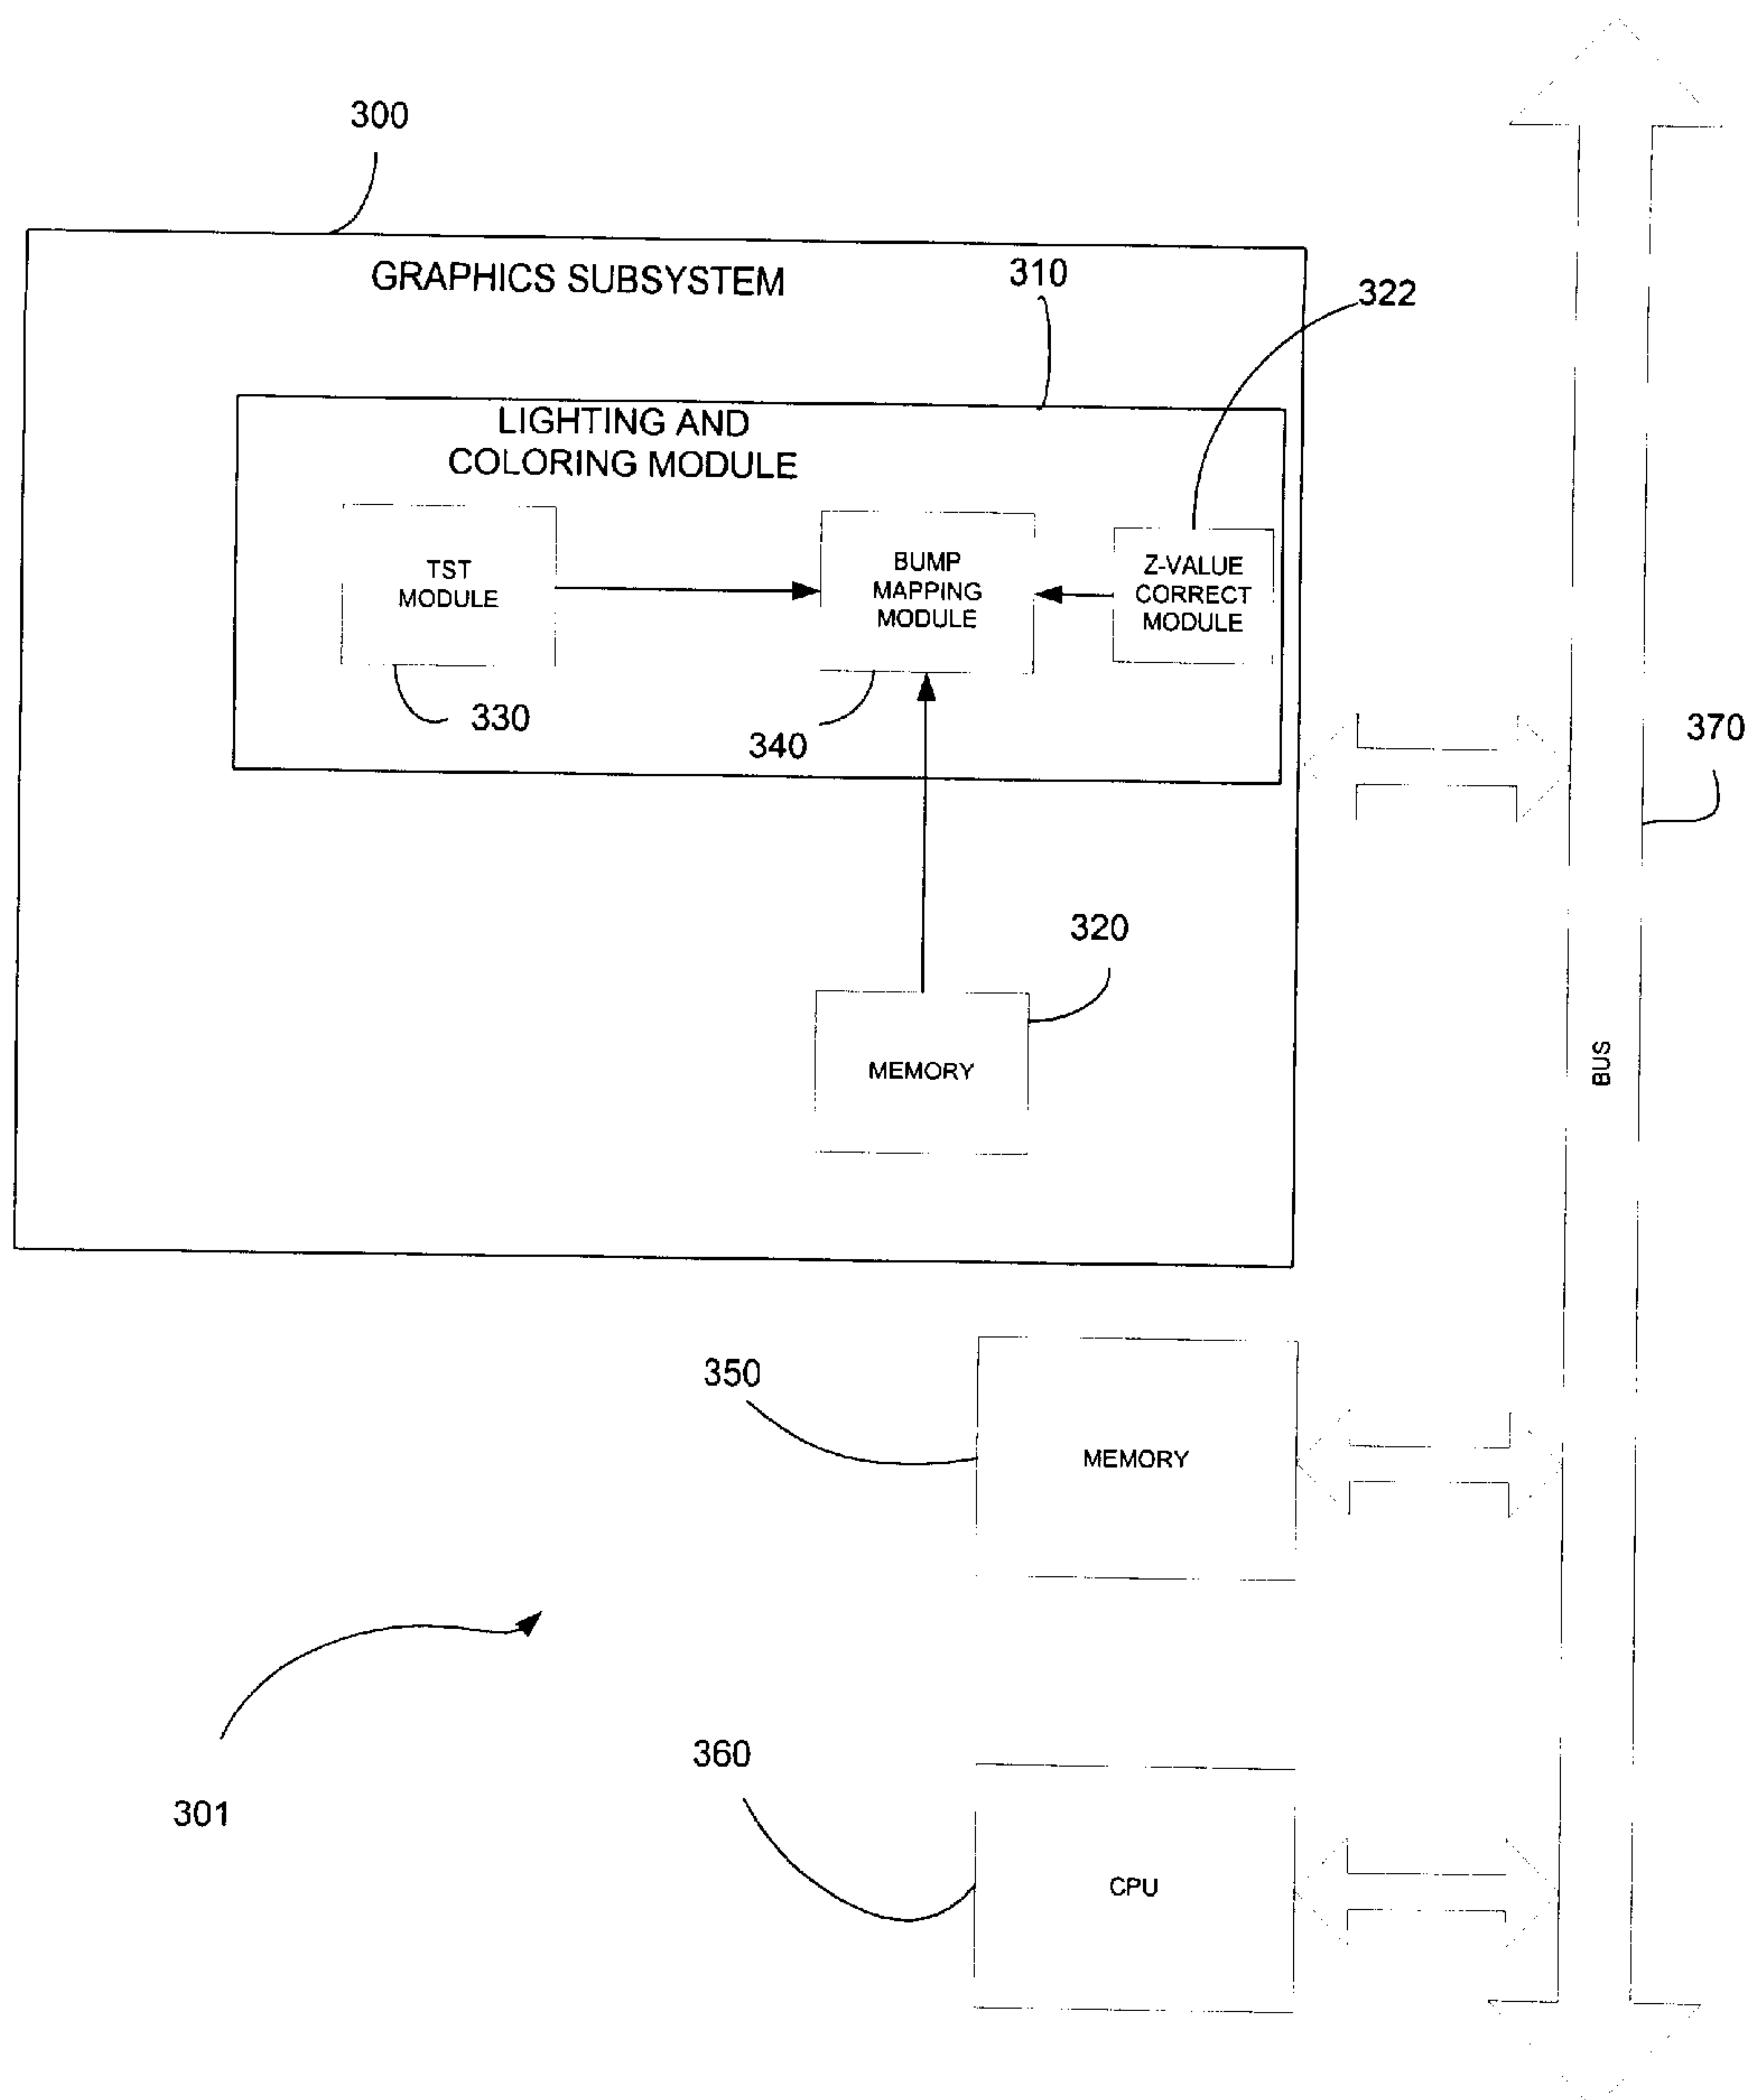 300
GRAPHICS SUBSYSTEM
310
322
LIGHTING AND
COLORING MODULE
TST
MODULE
BUMP
MAPPING
MODULE
Z-VALUE
CORRECT
MODULE
330
340
370
320
MEMORY
BUS
350
MEMORY
301
360
CPU